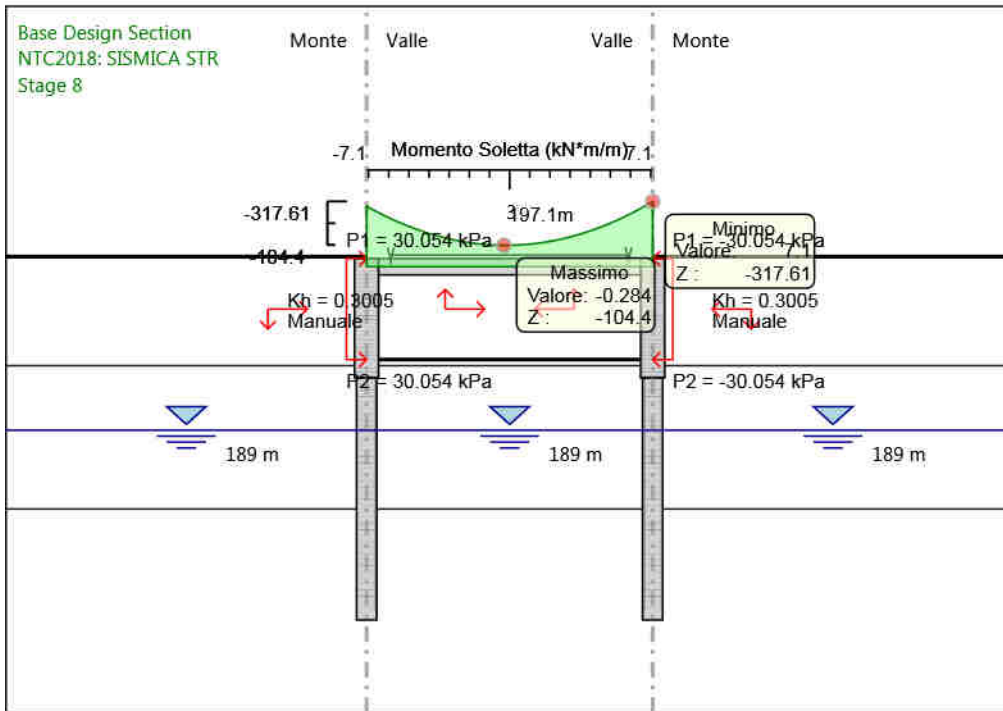 Base Design Section
NTC2018: SISMICA STR
Stage 8
Monte
Valle
Valle
Monte
Momento Soletta (kN*m/m)
-7.1
7.1
-317.61
-104.4
197.1m
P1 = 30.054 kPa
P1 = -30.054 kPa
Minimo
Valore: 7.1
Z : -317.61
Massimo
Valore: -0.284
Z : -104.4
Kh = 0.3005
Manuale
Kh = 0.3005
Manuale
P2 = 30.054 kPa
P2 = -30.054 kPa
189 m
189 m
189 m